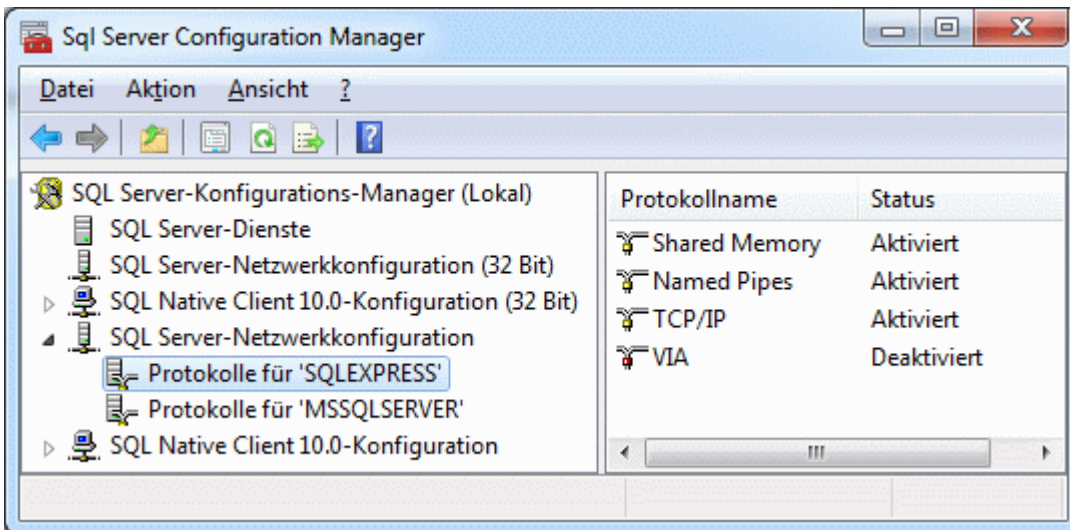 Sql Server Configuration Manager
Datei Aktion Ansicht ?
SQL Server-Konfigurations-Manager (Lokal)
SQL Server-Dienste
SQL Server-Netzwerkkonfiguration (32 Bit)
SQL Native Client 10.0-Konfiguration (32 Bit)
SQL Server-Netzwerkkonfiguration
Protokolle für 'SQLEXPRESS'
Protokolle für 'MSSQLSERVER'
SQL Native Client 10.0-Konfiguration
Protokollname Status
Shared Memory Aktiviert
Named Pipes Aktiviert
TCP/IP Aktiviert
VIA Deaktiviert